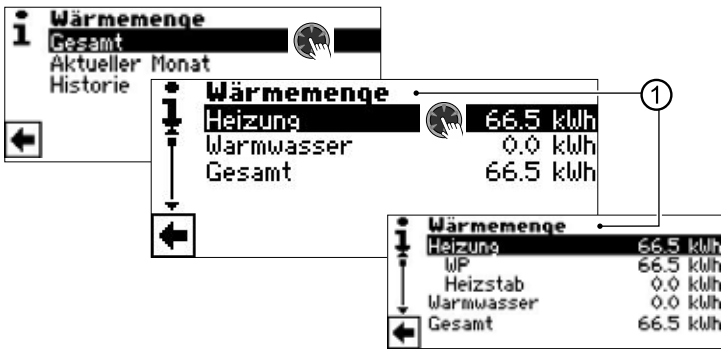 i Wärmemenge
Gesamt
Aktueller Monat
Historie
i Wärmemenge
Heizung 66.5 kWh
Warmwasser 0.0 kWh
Gesamt 66.5 kWh
1
i Wärmemenge
Heizung 66.5 kWh
WP 66.5 kWh
Heizstab 0.0 kWh
Warmwasser 0.0 kWh
Gesamt 66.5 kWh